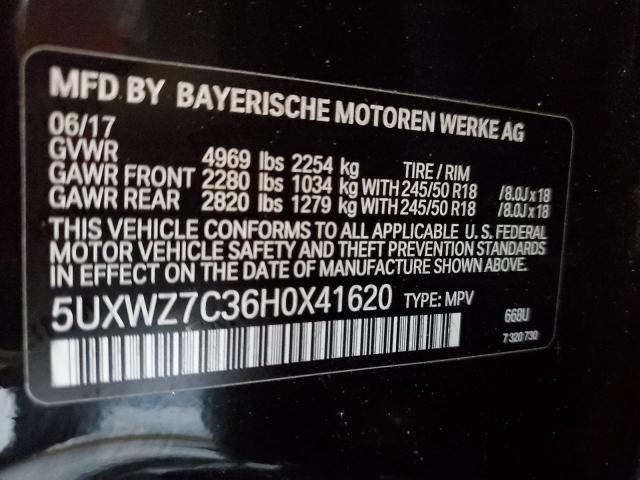 MFD BY BAYERISCHE MOTOREN WERKE AG
06/17
GVWR 4969 lbs 2254 kg TIRE / RIM
GAWR FRONT 2280 lbs 1034 kg WITH 245/50 R18 /8.0J x 18
GAWR REAR 2820 lbs 1279 kg WITH 245/50 R18 /8.0J x 18
THIS VEHICLE CONFORMS TO ALL APPLICABLE U.S. FEDERAL
MOTOR VEHICLE SAFETY AND THEFT PREVENTION STANDARDS
IN EFFECT ON THE DATE OF MANUFACTURE SHOWN ABOVE.
5UXWZ7C36H0X41620 TYPE: MPV 668U
7 320 730